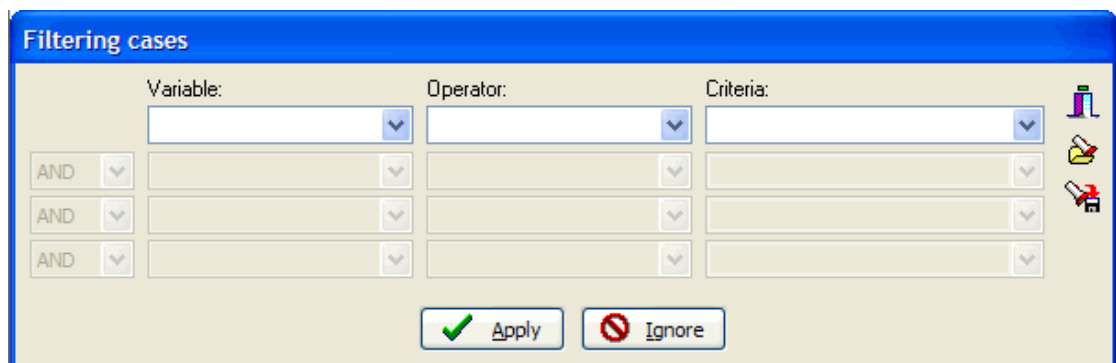 Filtering cases
Variable: Operator: Criteria:
AND
AND
AND
Apply Ignore